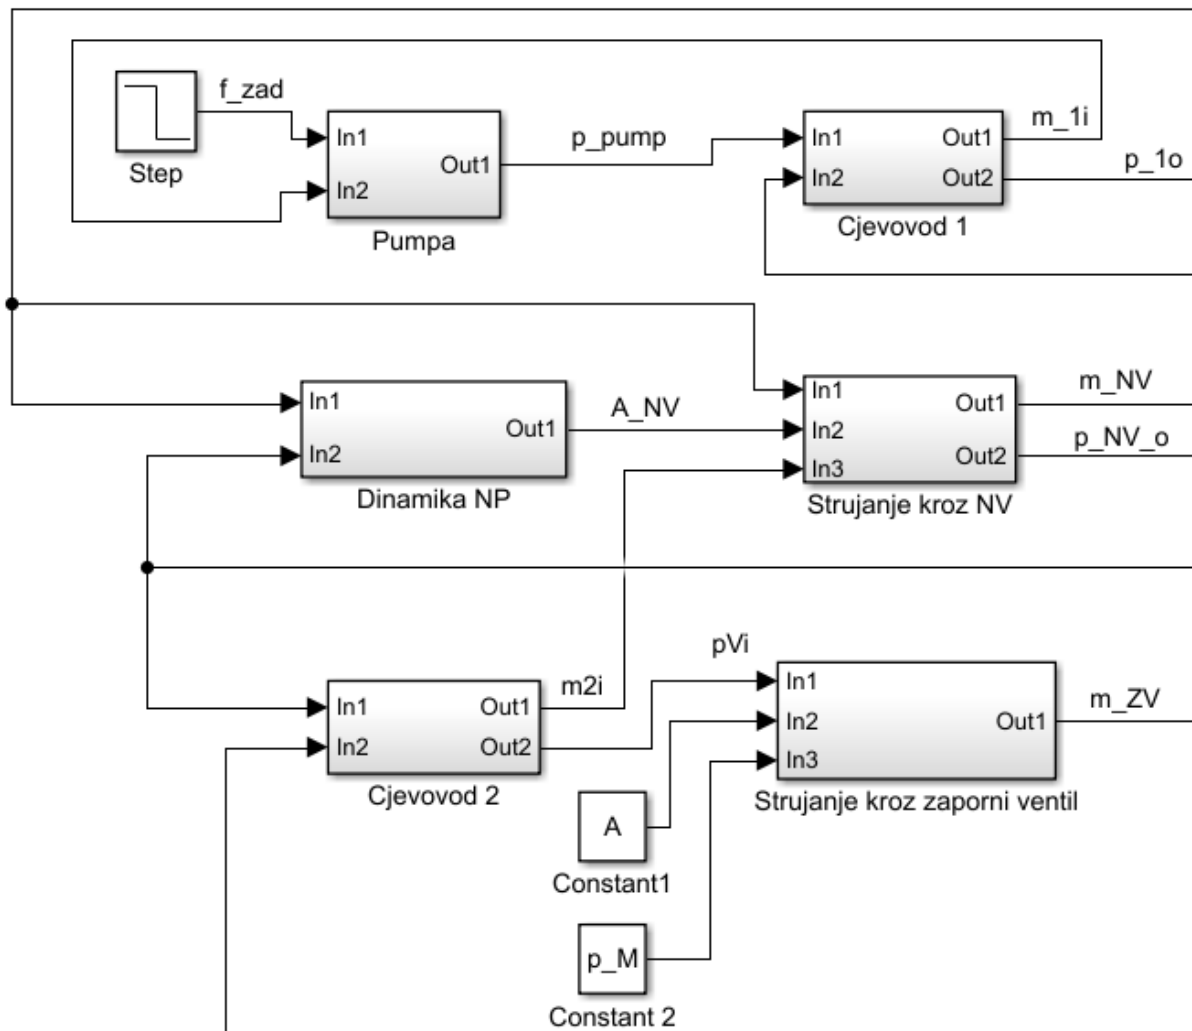 f_zad
Step
In1
In2
Out1
Pumpa
p_pump
In1
In2
Out1
Out2
Cjevovod 1
m_1i
p_1o
In1
In2
Out1
Dinamika NP
A_NV
In1
In2
In3
Out1
Out2
Strujanje kroz NV
m_NV
p_NV_o
In1
In2
Out1
Out2
Cjevovod 2
m2i
pVi
In1
In2
In3
Out1
Strujanje kroz zaporni ventil
m_ZV
A
Constant1
p_M
Constant 2